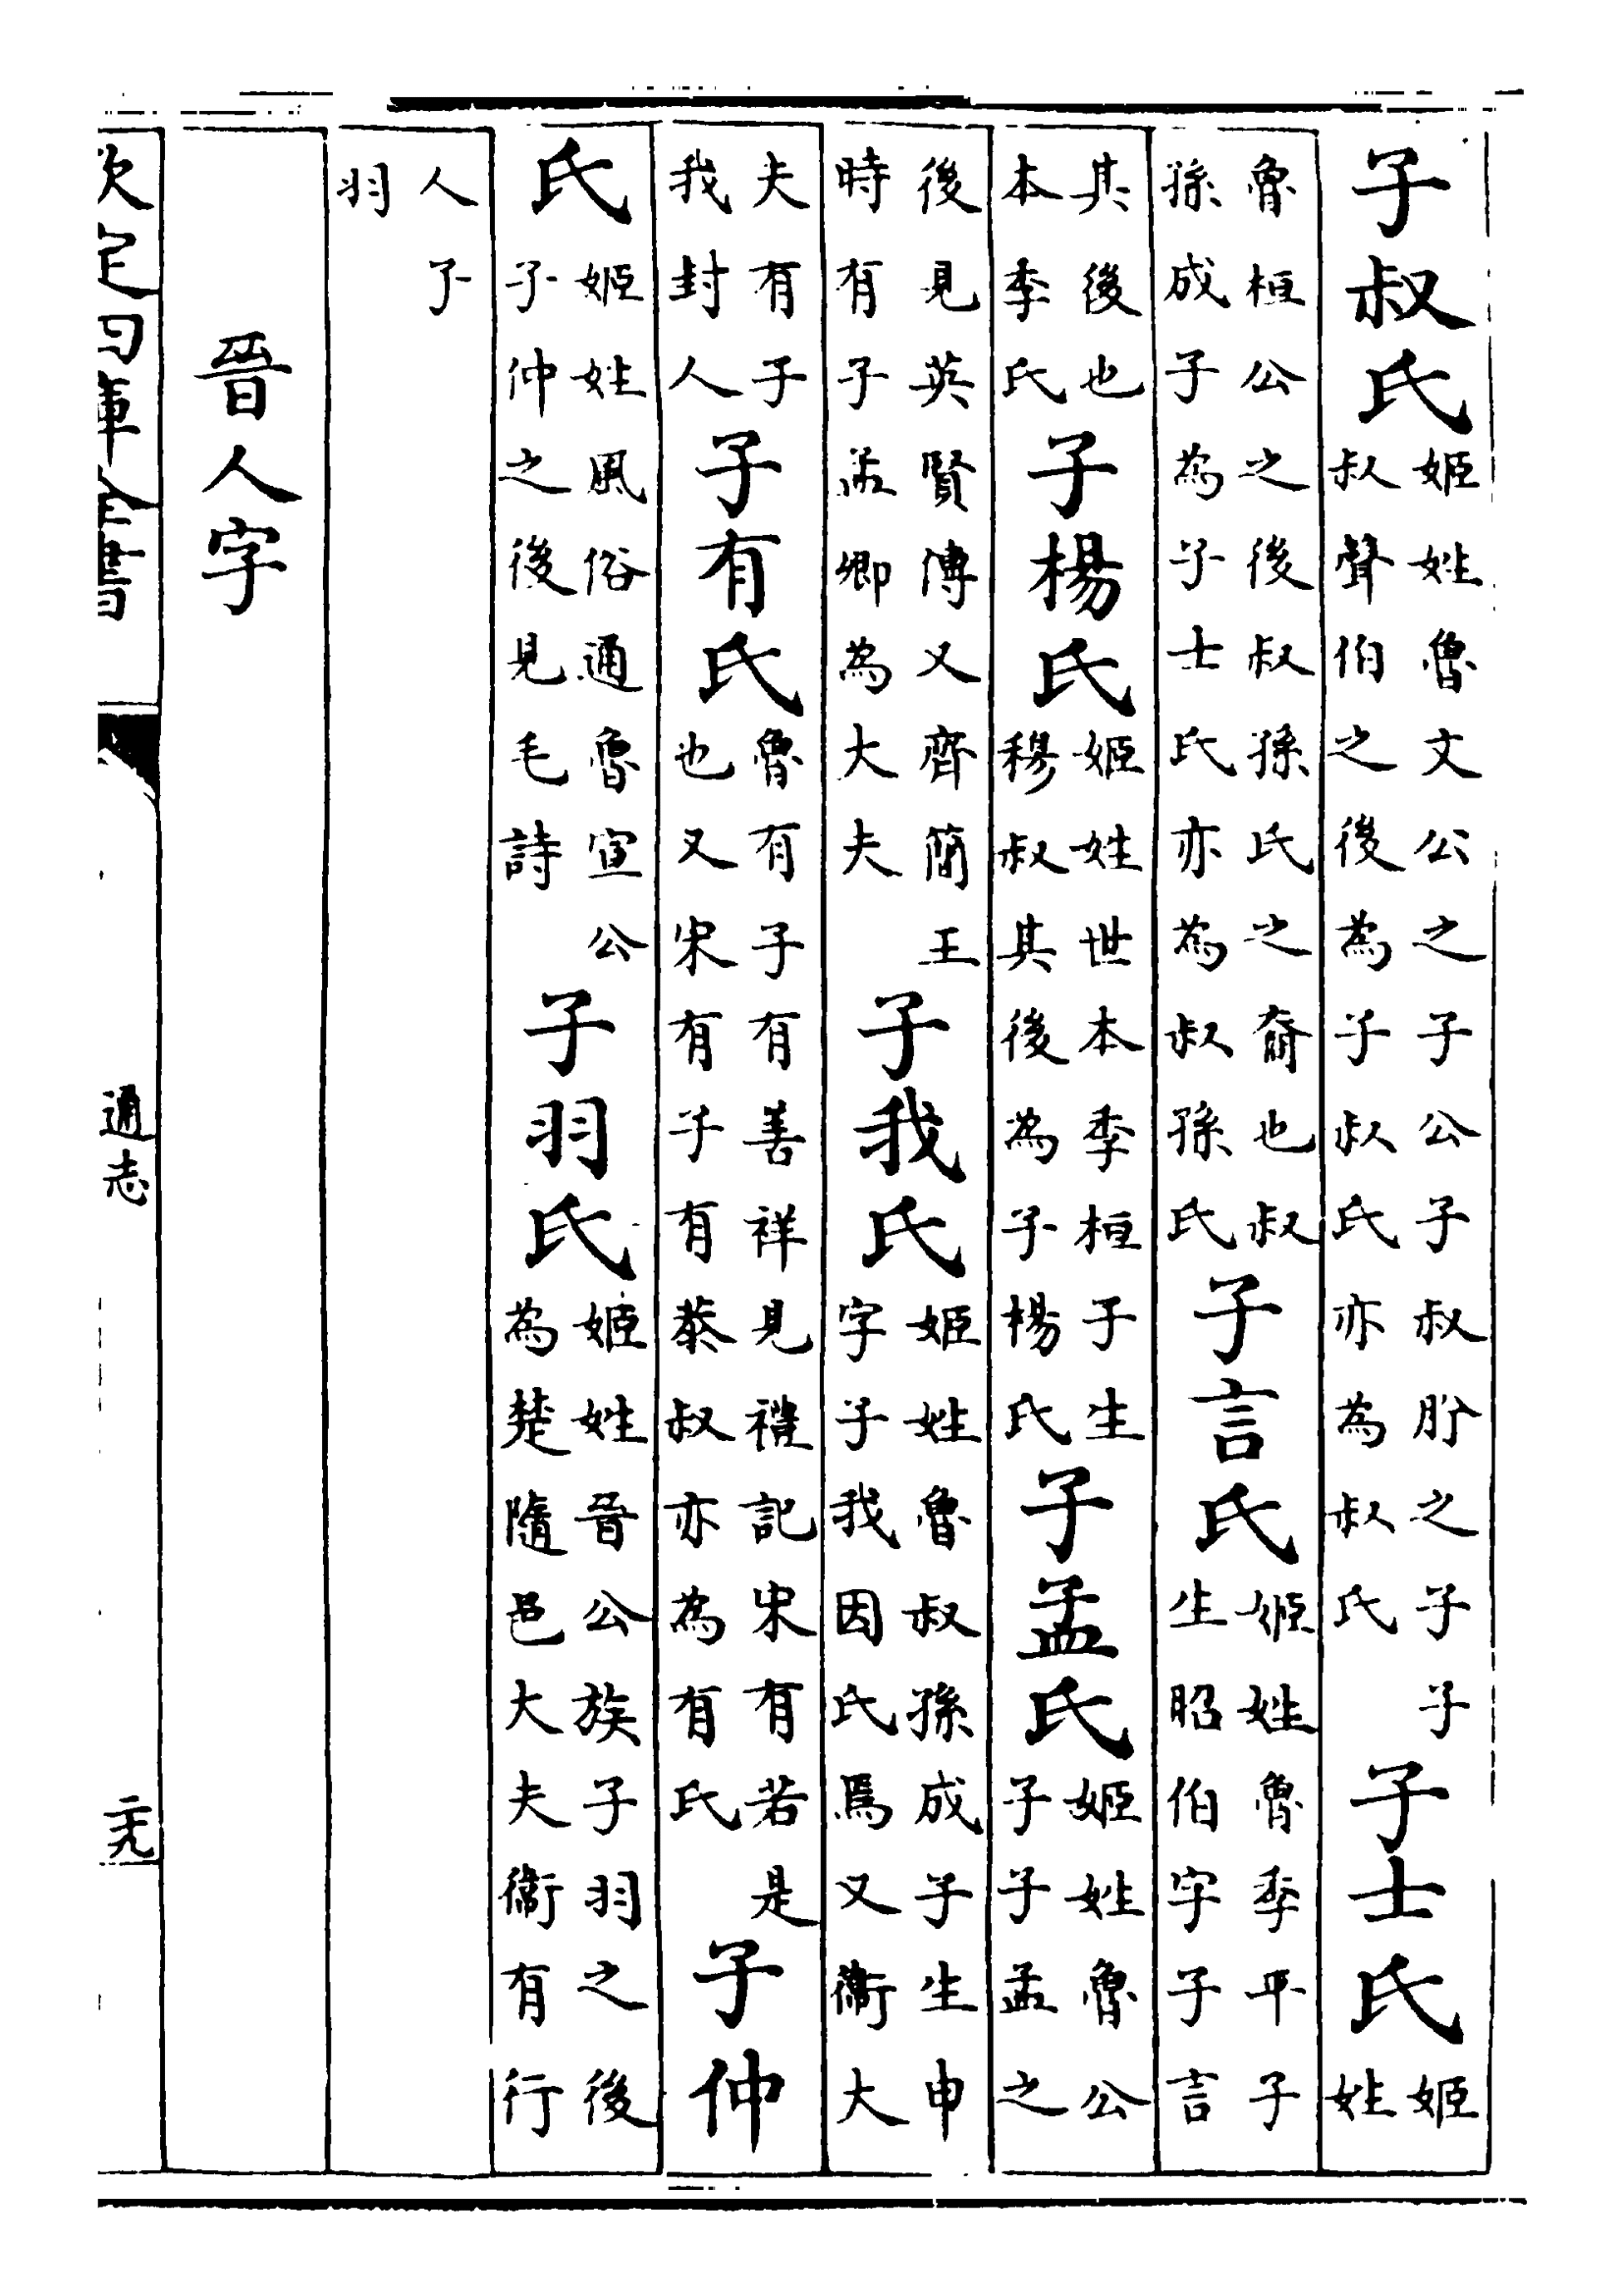 子叔氏姬姓魯文公之子公子叔肸之子子叔聲伯之後為子叔氏亦為叔氏子士氏姬姓
魯桓公之後叔孫氏之裔也叔孫成子為子士氏亦為叔孫氏子言氏姬姓魯季平子生昭伯字子言
其後也本季氏子楊氏姬姓世本季桓子生穆叔其後為子楊氏子孟氏姬姓魯公子子孟之
後見英賢傳又齊簡王時有子孟卿為大夫子我氏姬姓魯叔孫成子生申字子我因氏焉又衞大
夫有子我封人子有氏魯有子有善祥見禮記宋有若是也又宋有子有泰叔亦為有氏子仲
氏姬姓風俗通魯宣公子仲之後見毛詩子羽氏姬姓晉公族子羽之後為楚隨邑大夫衞有行
人子羽
晉人字
欽定四庫全書
通志
二十九